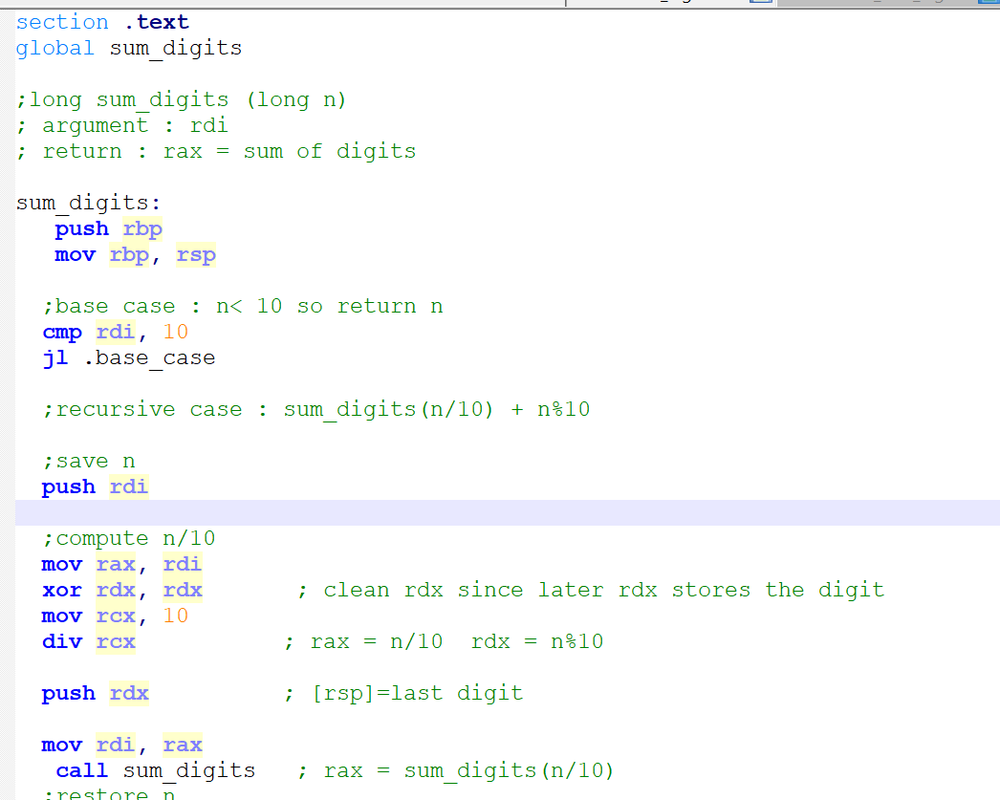 section .text
global sum_digits
;long sum_digits (long n)
; argument : rdi
; return : rax = sum of digits
sum_digits:
push rbp
mov rbp, rsp
;base case : n< 10 so return n
cmp rdi, 10
jl .base_case
;recursive case : sum_digits(n/10) + n%10
;save n
push rdi
;compute n/10
mov rax, rdi
xor rdx, rdx ; clean rdx since later rdx stores the digit
mov rcx, 10
div rcx ; rax = n/10 rdx = n%10
push rdx ; [rsp]=last digit
mov rdi, rax
call sum_digits ; rax = sum_digits(n/10)
;restore n